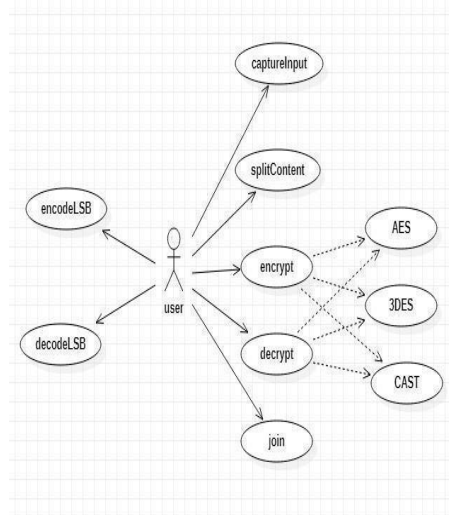 captureInput
splitContent
encodeLSB
AES
encrypt
user
3DES
decodeLSB
decrypt
CAST
join